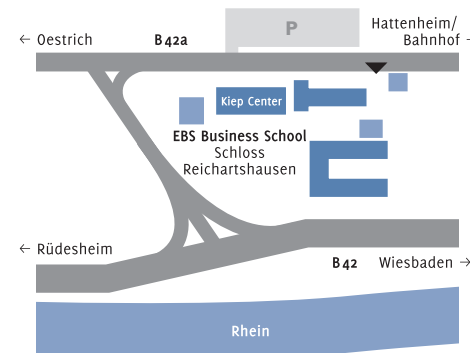 P
Hattenheim/
Bahnhof →
← Oestrich
B42a
Kiep Center
EBS Business School
Schloss
Reichartshausen
← Rüdesheim
B42
Wiesbaden →
Rhein